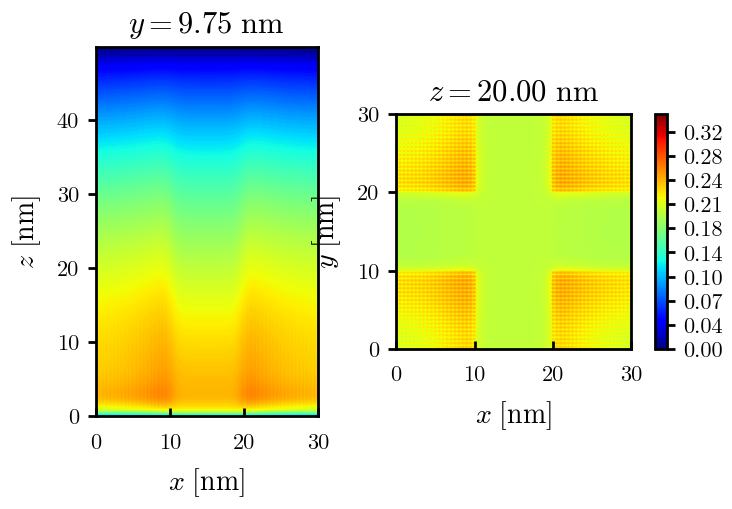 y = 9.75 nm
z [nm]
40
30
20
10
0
0 10 20 30
x [nm]
z = 20.00 nm
y [nm]
30
20
10
0
0 10 20 30
x [nm]
0.32
0.28
0.24
0.21
0.18
0.14
0.10
0.07
0.04
0.00